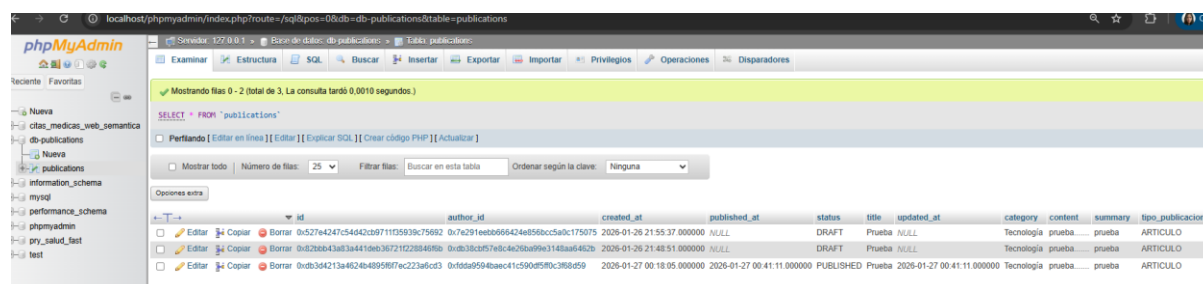 localhost/phpmyadmin/index.php?route=/sql&pos=0&db=db-publications&table=publications
phpMyAdmin
Servidor: 127.0.0.1 » Base de datos: db-publications » Tabla: publications
Examinar Estructura SQL Buscar Insertar Exportar Importar Privilegios Operaciones Disparadores
Reciente Favoritas
Nueva
citas_medicas_web_semantica
db-publications
Nueva
publications
information_schema
mysql
performance_schema
phpmyadmin
pry_salud_fast
test
Mostrando filas 0 - 2 (total de 3, La consulta tardó 0,0010 segundos.)
SELECT * FROM `publications`
Perfilando [ Editar en línea ] [ Editar ] [ Explicar SQL ] [ Crear código PHP ] [ Actualizar ]
Mostrar todo Número de filas: 25 Filtrar filas: Buscar en esta tabla Ordenar según la clave: Ninguna
Opciones extra
id author_id created_at published_at status title updated_at category content summary tipo_publicacion
Editar Copiar Borrar 0x527e4247c54d42cb9711f35939c75692 0x7e291eebb666424e856bcc5a0c175075 2026-01-26 21:55:37.000000 NULL DRAFT Prueba NULL Tecnología prueba....... prueba ARTICULO
Editar Copiar Borrar 0x82bbb43a83a441deb36721f228846f6b 0xdb38cbf57e8c4e26ba99e3148aa6462b 2026-01-26 21:48:51.000000 NULL DRAFT Prueba NULL Tecnología prueba....... prueba ARTICULO
Editar Copiar Borrar 0xdb3d4213a4624b4895f6f7ec223a6cd3 0xfdda9594baec41c590df5ff0c3f68d59 2026-01-27 00:18:05.000000 2026-01-27 00:41:11.000000 PUBLISHED Prueba 2026-01-27 00:41:11.000000 Tecnología prueba....... prueba ARTICULO